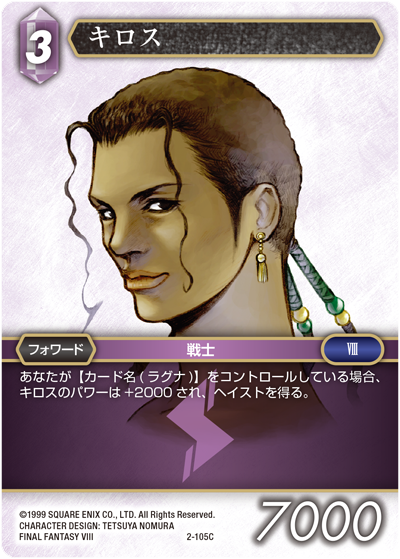 3
キロス
フォワード
戦士
VIII
あなたが【カード名(ラグナ)】をコントロールしている場合、
キロスのパワーは+2000され、ヘイストを得る。
©1999 SQUARE ENIX CO., LTD. All Rights Reserved.
CHARACTER DESIGN: TETSUYA NOMURA
FINAL FANTASY VIII
2-105C
7000